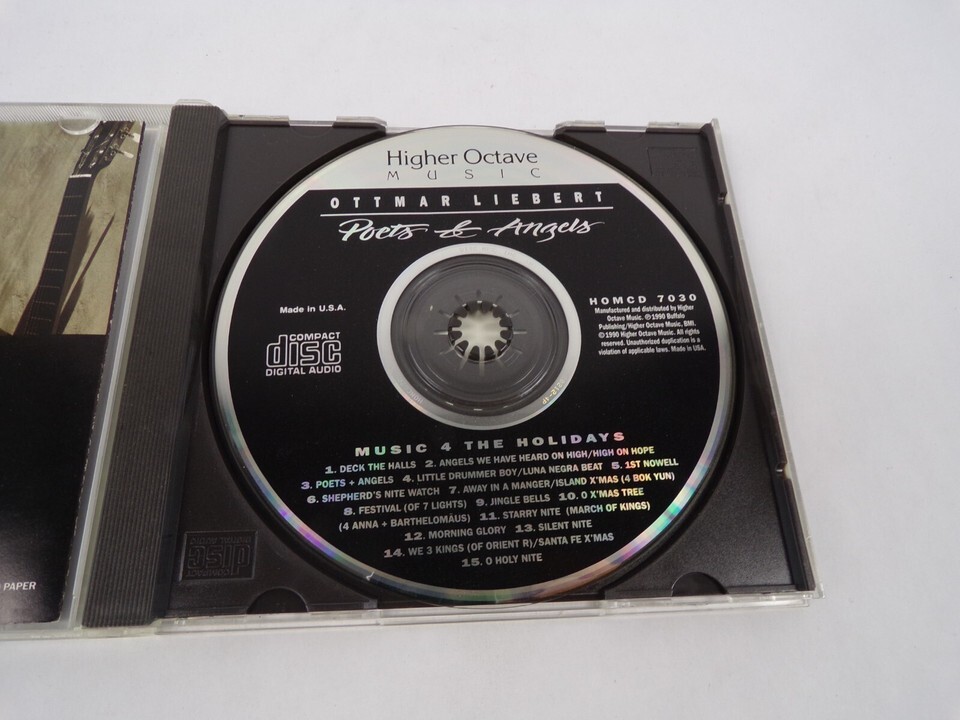 Higher Octave
MUSIC
OTTMAR LIEBERT
Poets & Angels
Made in U.S.A.
COMPACT
disc
DIGITAL AUDIO
HOMCD 7030
Manufactured and distributed by Higher
Octave Music. ℗1990 Buffalo
Publishing/Higher Octave Music, BMI.
©1990 Higher Octave Music. All rights
reserved. Unauthorized duplication is a
violation of applicable laws. Made in USA.
MUSIC 4 THE HOLIDAYS
1. DECK THE HALLS 2. ANGELS WE HAVE HEARD ON HIGH/HIGH ON HOPE
3. POETS + ANGELS 4. LITTLE DRUMMER BOY/LUNA NEGRA BEAT 5. 1ST NOWELL
6. SHEPHERD'S NITE WATCH 7. AWAY IN A MANGER/ISLAND X'MAS (4 BOK YUN)
8. FESTIVAL (OF 7 LIGHTS) 9. JINGLE BELLS 10. O X'MAS TREE
(4 ANNA + BARTHELOMÄUS) 11. STARRY NITE (MARCH OF KINGS)
12. MORNING GLORY 13. SILENT NITE
14. WE 3 KINGS (OF ORIENT R)/SANTA FE X'MAS
15. O HOLY NITE
COMPACT
disc
DIGITAL AUDIO
PAPER